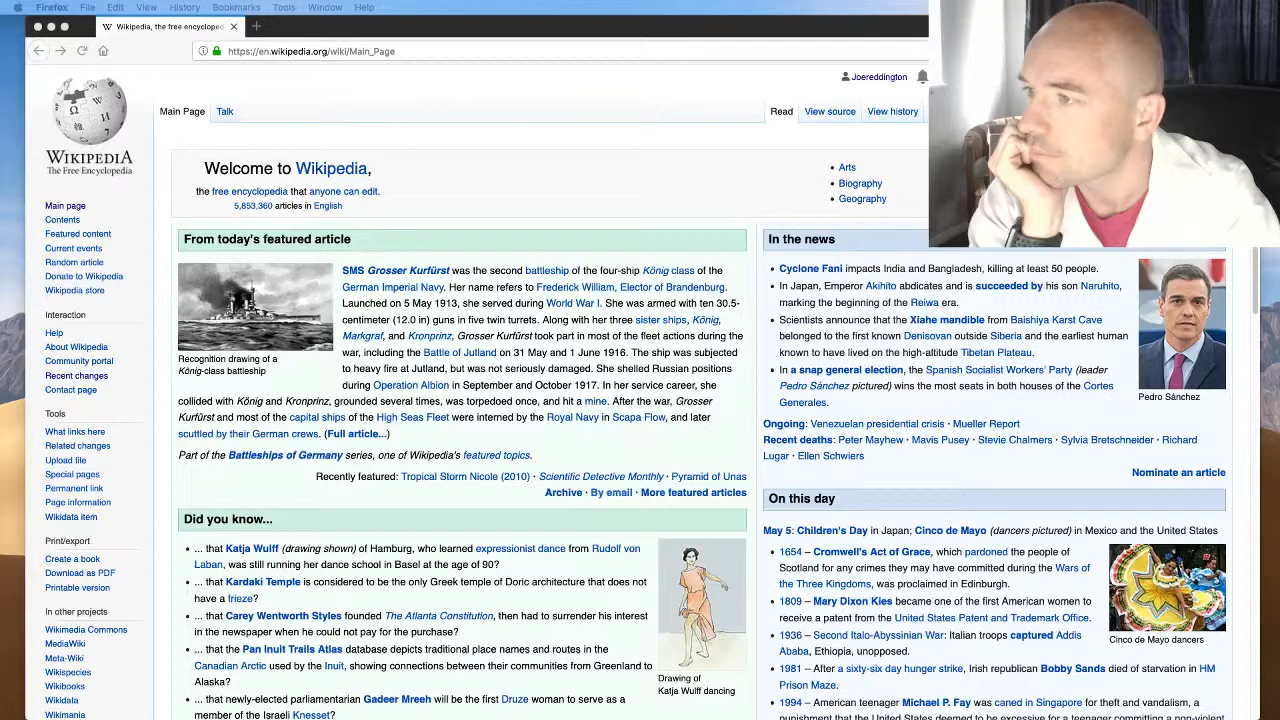 Firefox File Edit View History Bookmarks Tools Window Help
Wikipedia, the free encycloped
https://en.wikipedia.org/wiki/Main_Page
Joereddington
Main Page Talk Read View source View history
WIKIPEDIA
The Free Encyclopedia
Main page
Contents
Featured content
Current events
Random article
Donate to Wikipedia
Wikipedia store
Interaction
Help
About Wikipedia
Community portal
Recent changes
Contact page
Tools
What links here
Related changes
Upload file
Special pages
Permanent link
Page information
Wikidata item
Print/export
Create a book
Download as PDF
Printable version
In other projects
Wikimedia Commons
MediaWiki
Meta-Wiki
Wikispecies
Wikibooks
Wikidata
Wikimania
Welcome to Wikipedia,
the free encyclopedia that anyone can edit.
5,853,360 articles in English
• Arts
• Biography
• Geography
From today's featured article
Recognition drawing of a
König-class battleship
SMS Grosser Kurfürst was the second battleship of the four-ship König class of the
German Imperial Navy. Her name refers to Frederick William, Elector of Brandenburg.
Launched on 5 May 1913, she served during World War I. She was armed with ten 30.5-
centimeter (12.0 in) guns in five twin turrets. Along with her three sister ships, König,
Markgraf, and Kronprinz, Grosser Kurfürst took part in most of the fleet actions during the
war, including the Battle of Jutland on 31 May and 1 June 1916. The ship was subjected
to heavy fire at Jutland, but was not seriously damaged. She shelled Russian positions
during Operation Albion in September and October 1917. In her service career, she
collided with König and Kronprinz, grounded several times, was torpedoed once, and hit a mine. After the war, Grosser
Kurfürst and most of the capital ships of the High Seas Fleet were interned by the Royal Navy in Scapa Flow, and later
scuttled by their German crews. (Full article...)
Part of the Battleships of Germany series, one of Wikipedia's featured topics.
Recently featured: Tropical Storm Nicole (2010) · Scientific Detective Monthly · Pyramid of Unas
Archive · By email · More featured articles
Did you know...
• ... that Katja Wulff (drawing shown) of Hamburg, who learned expressionist dance from Rudolf von
Laban, was still running her dance school in Basel at the age of 90?
• ... that Kardaki Temple is considered to be the only Greek temple of Doric architecture that does not
have a frieze?
• ... that Carey Wentworth Styles founded The Atlanta Constitution, then had to surrender his interest
in the newspaper when he could not pay for the purchase?
• ... that the Pan Inuit Trails Atlas database depicts traditional place names and routes in the
Canadian Arctic used by the Inuit, showing connections between their communities from Greenland to
Alaska?
• ... that newly-elected parliamentarian Gadeer Mreeh will be the first Druze woman to serve as a
member of the Israeli Knesset?
Drawing of
Katja Wulff dancing
In the news
• Cyclone Fani impacts India and Bangladesh, killing at least 50 people.
• In Japan, Emperor Akihito abdicates and is succeeded by his son Naruhito,
marking the beginning of the Reiwa era.
• Scientists announce that the Xiahe mandible from Baishiya Karst Cave
belonged to the first known Denisovan outside Siberia and the earliest human
known to have lived on the high-altitude Tibetan Plateau.
• In a snap general election, the Spanish Socialist Workers' Party (leader
Pedro Sánchez pictured) wins the most seats in both houses of the Cortes
Generales.
Pedro Sánchez
Ongoing: Venezuelan presidential crisis · Mueller Report
Recent deaths: Peter Mayhew · Mavis Pusey · Stevie Chalmers · Sylvia Bretschneider · Richard
Lugar · Ellen Schwiers
Nominate an article
On this day
May 5: Children's Day in Japan; Cinco de Mayo (dancers pictured) in Mexico and the United States
• 1654 – Cromwell's Act of Grace, which pardoned the people of
Scotland for any crimes they may have committed during the Wars of
the Three Kingdoms, was proclaimed in Edinburgh.
• 1809 – Mary Dixon Kies became one of the first American women to
receive a patent from the United States Patent and Trademark Office.
• 1936 – Second Italo-Abyssinian War: Italian troops captured Addis
Ababa, Ethiopia, unopposed.
• 1981 – After a sixty-six day hunger strike, Irish republican Bobby Sands died of starvation in HM
Prison Maze.
• 1994 – American teenager Michael P. Fay was caned in Singapore for theft and vandalism, a
punishment that the United States deemed to be excessive for a teenager committing a non-violent
Cinco de Mayo dancers